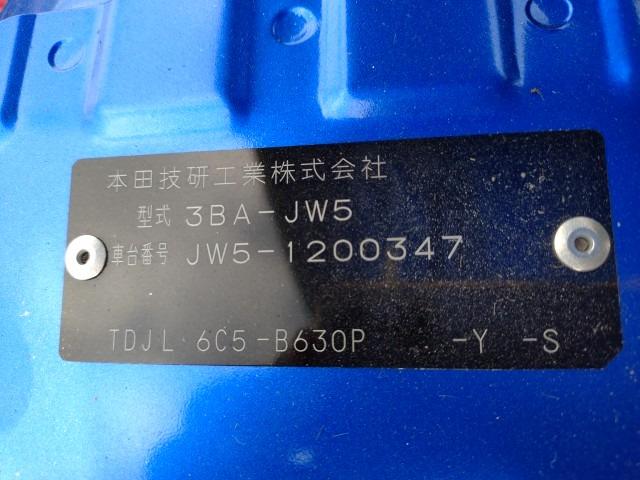 本田技研工業株式会社
型式 3BA-JW5
車台番号 JW5-1200347
TDJL 6C5-B630P -Y -S